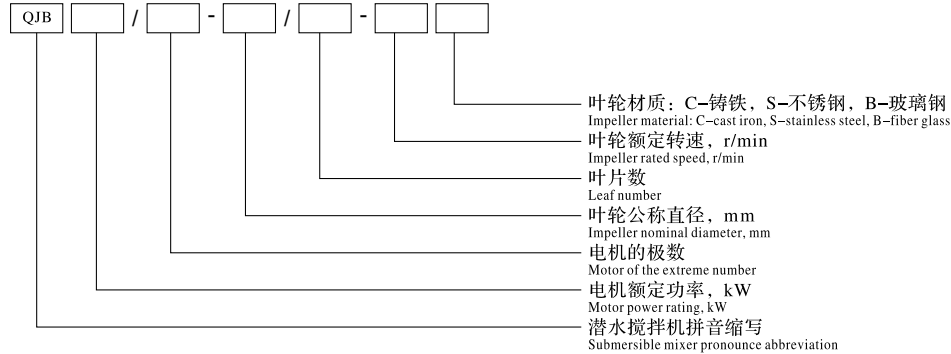 QJB / - / -
叶轮材质：C-铸铁，S-不锈钢，B-玻璃钢
Impeller material: C-cast iron, S-stainless steel, B-fiber glass
叶轮额定转速，r/min
Impeller rated speed, r/min
叶片数
Leaf number
叶轮公称直径，mm
Impeller nominal diameter, mm
电机的极数
Motor of the extreme number
电机额定功率，kW
Motor power rating, kW
潜水搅拌机拼音缩写
Submersible mixer pronounce abbreviation